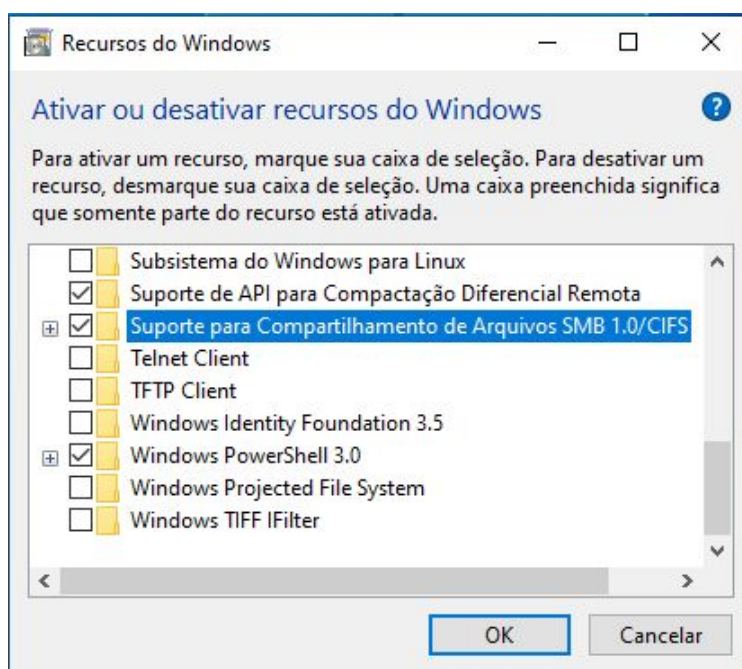 Recursos do Windows
Ativar ou desativar recursos do Windows
?
Para ativar um recurso, marque sua caixa de seleção. Para desativar um
recurso, desmarque sua caixa de seleção. Uma caixa preenchida significa
que somente parte do recurso está ativada.
Subsistema do Windows para Linux
Suporte de API para Compactação Diferencial Remota
Suporte para Compartilhamento de Arquivos SMB 1.0/CIFS
Telnet Client
TFTP Client
Windows Identity Foundation 3.5
Windows PowerShell 3.0
Windows Projected File System
Windows TIFF IFilter
OK
Cancelar